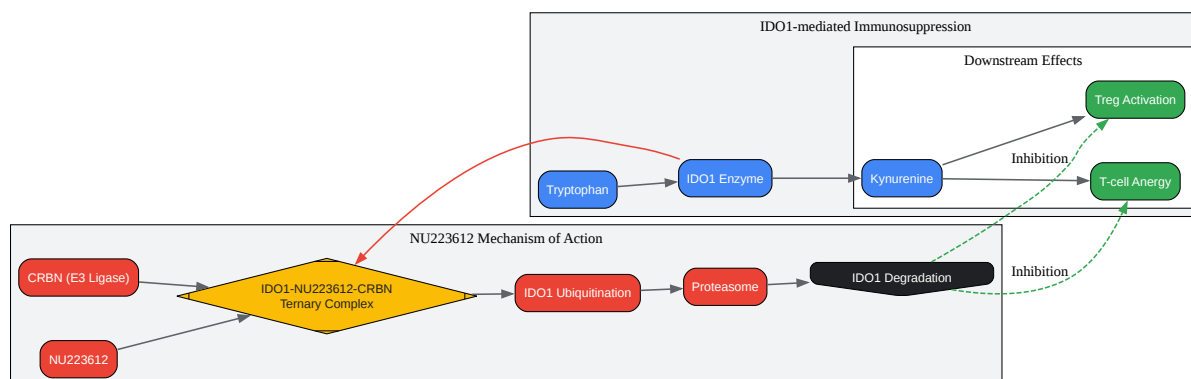 IDO1-mediated Immunosuppression
Downstream Effects
Treg Activation
Inhibition
Tryptophan
IDO1 Enzyme
Kynurenine
T-cell Anergy
NU223612 Mechanism of Action
CRBN (E3 Ligase)
IDO1-NU223612-CRBN
Ternary Complex
IDO1 Ubiquitination
Proteasome
IDO1 Degradation
Inhibition
NU223612